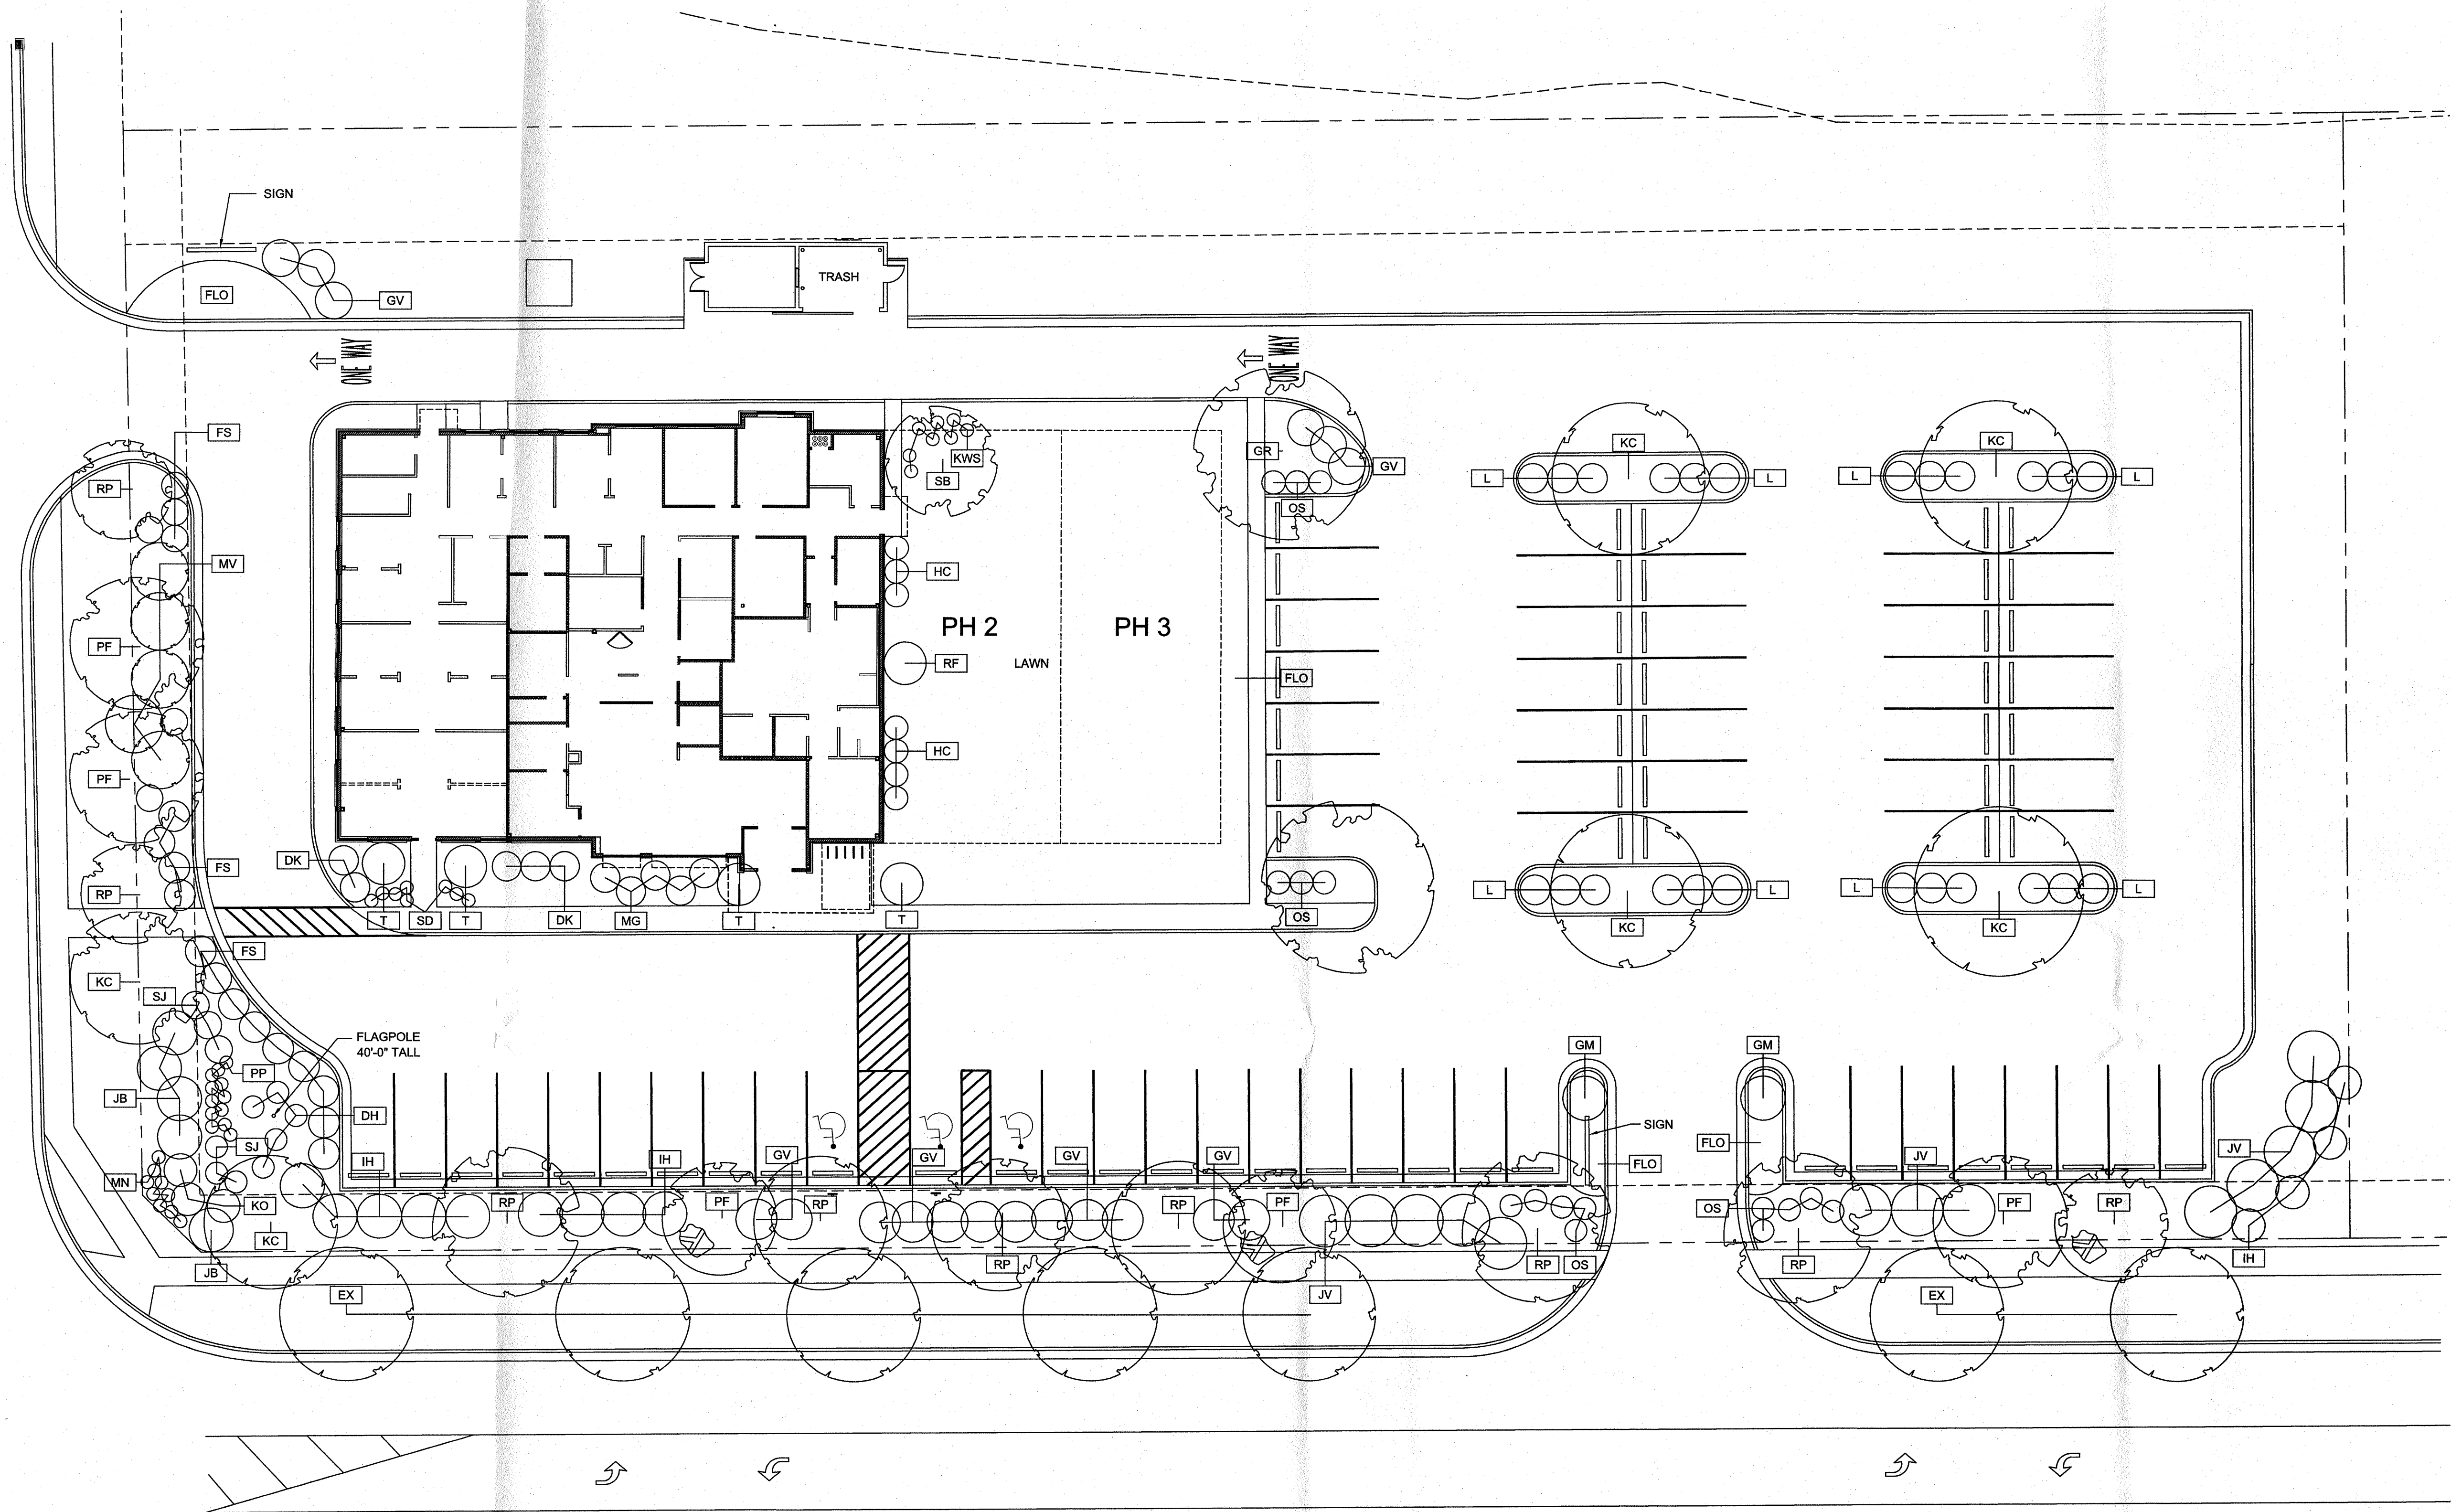 SIGN
TRASH
FLO
GV
ONE WAY
ONE WAY
FS
KC
KC
GR
KWS
GV
L
L
L
L
SB
RP
OS
MV
HC
PH 2
PH 3
PF
RF
LAWN
FLO
HC
PF
DK
FS
L
L
L
L
RP
T
SD
T
DK
MG
T
T
OS
KC
KC
FS
KC
SJ
FLAGPOLE
40'-0" TALL
GM
GM
PP
JB
DH
SIGN
SJ
FLO
JV
JV
IH
IH
GV
GV
GV
GV
FLO
MN
KO
RP
PF
RP
RP
PF
OS
PF
RP
KC
JB
RP
RP
OS
RP
IH
EX
JV
EX